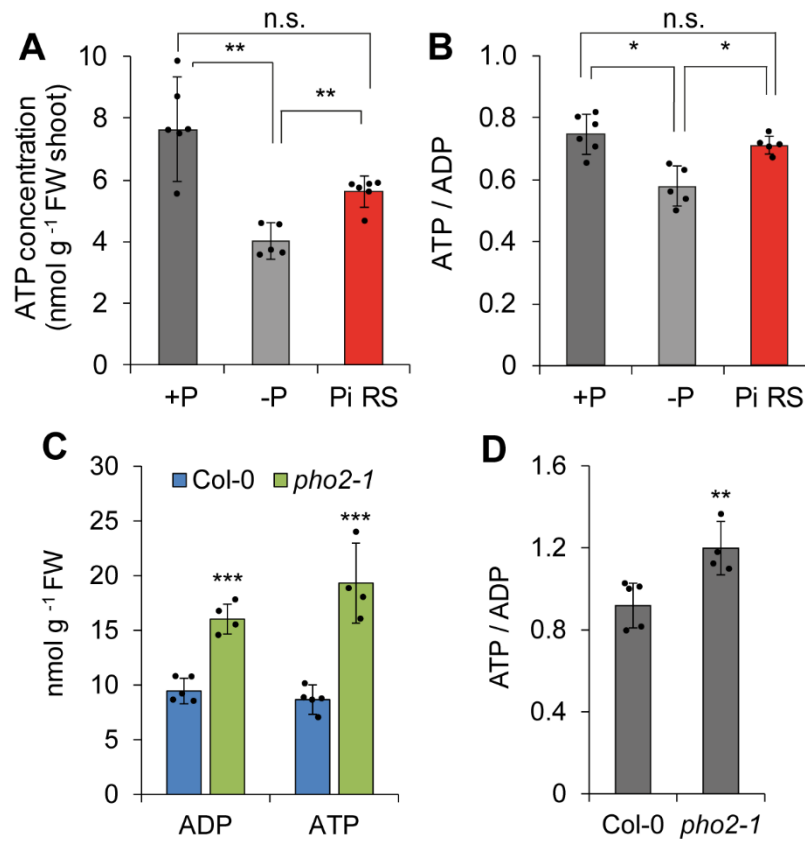 A
n.s.
**
**
ATP concentration
(nmol g ⁻¹ FW shoot)
10
8
6
4
2
0
+P
-P
Pi RS
B
n.s.
*
*
ATP / ADP
1.0
0.8
0.6
0.4
0.2
0
+P
-P
Pi RS
C
Col-0
pho2-1
***
***
nmol g⁻¹ FW
30
25
20
15
10
5
0
ADP
ATP
D
**
ATP / ADP
1.6
1.2
0.8
0.4
0
Col-0
pho2-1